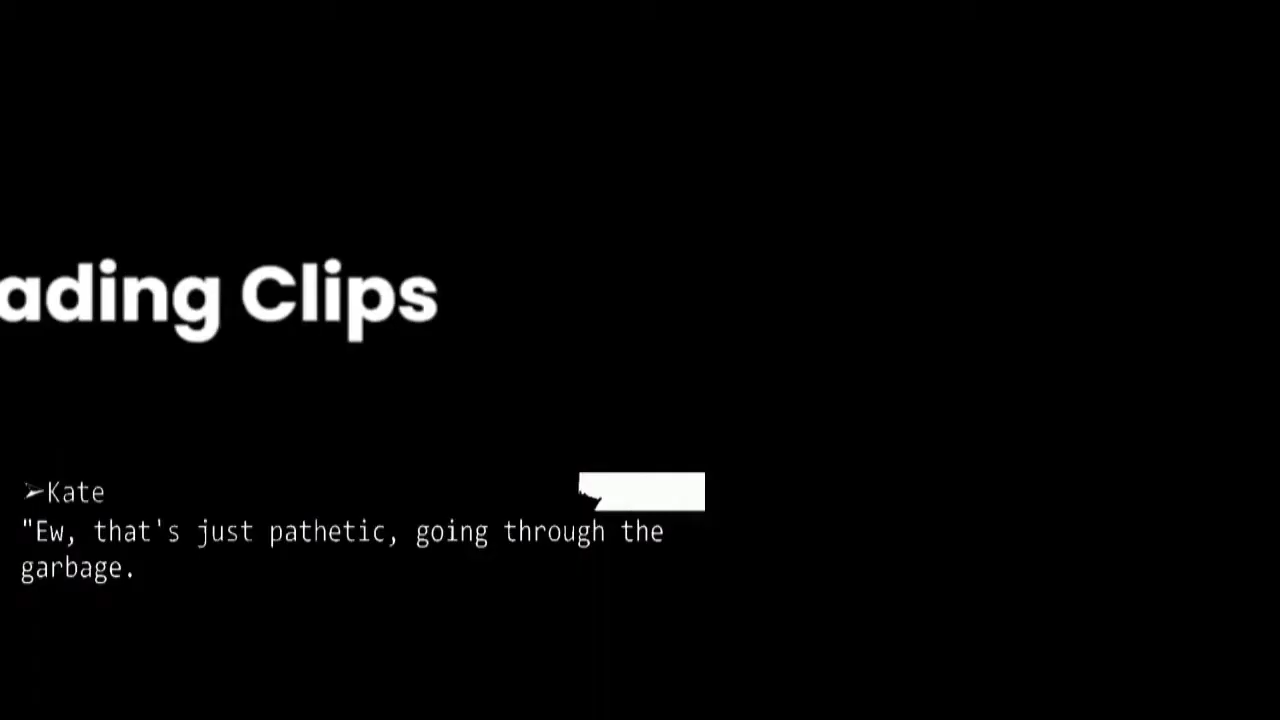 ading Clips
➢Kate
"Ew, that's just pathetic, going through the
garbage.